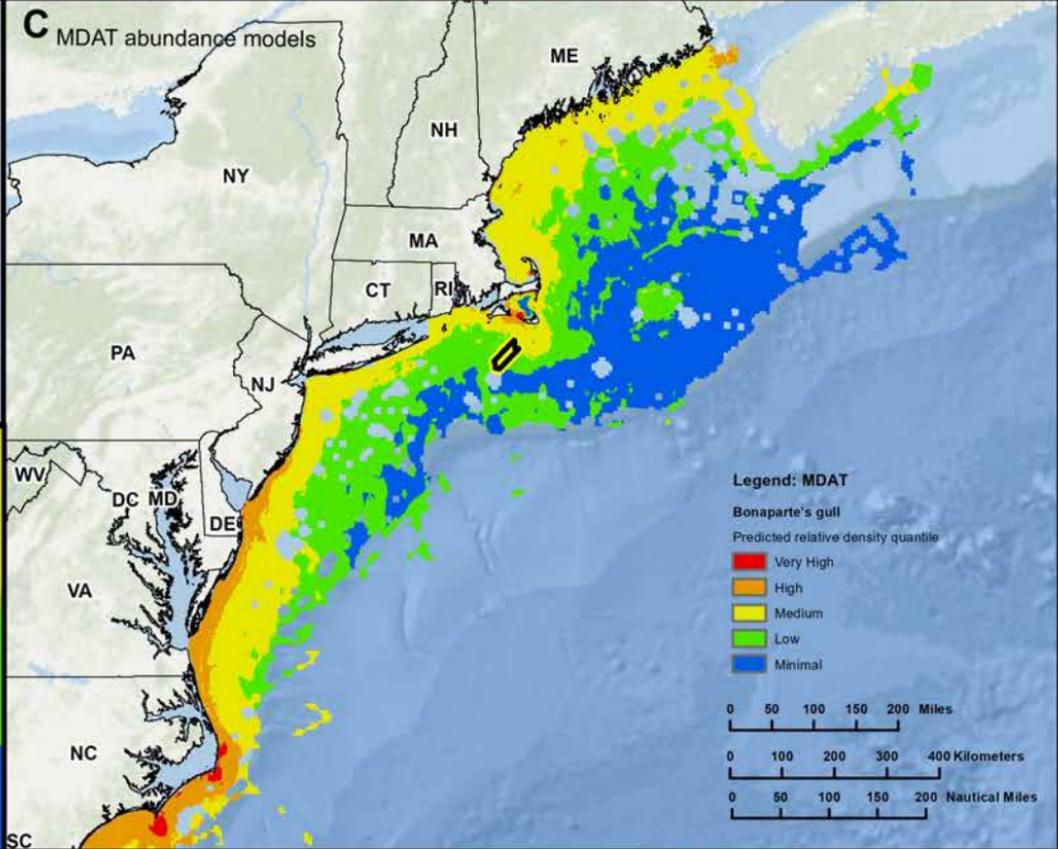 C MDAT abundance models
ME
NH
NY
MA
CT
RI
PA
NJ
WV
DC
MD
DE
VA
NC
SC
Legend: MDAT
Bonaparte's gull
Predicted relative density quantile
Very High
High
Medium
Low
Minimal
0 50 100 150 200 Miles
0 100 200 300 400 Kilometers
0 50 100 150 200 Nautical Miles